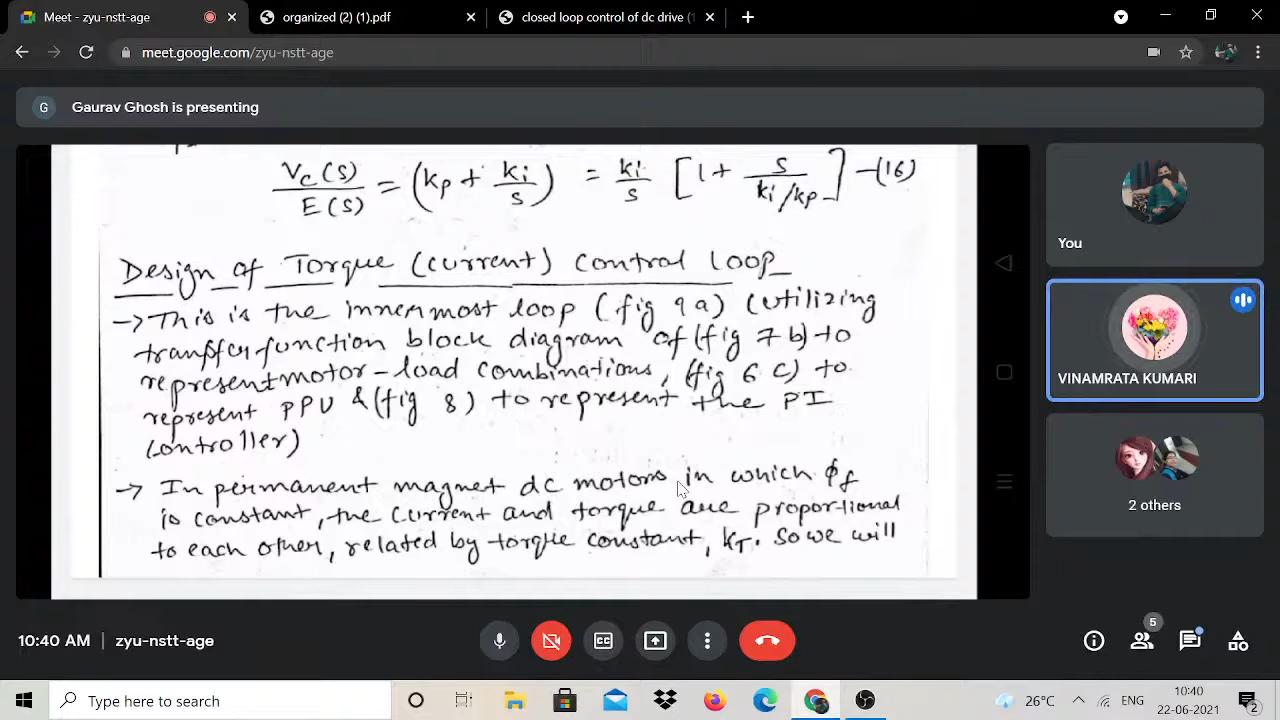 Meet - zyu-nstt-age
organized (2) (1).pdf
closed loop control of dc drive (1
meet.google.com/zyu-nstt-age
G Gaurav Ghosh is presenting
Vc(s)/E(s) = (kp + ki/s) = ki/s [1 + s/(ki/kp)] -(16)
Design of Torque (current) control loop
→ This is the innermost loop (fig 9a) (utilizing
transfer function block diagram of (fig 7b) to
represent motor-load combinations, (fig 6 c) to
represent PPU & (fig 8) to represent the PI
controller)
→ In permanent magnet dc motors in which ϕf
is constant, the current and torque are proportional
to each other, related by torque constant, kT. So we will
You
VINAMRATA KUMARI
2 others
10:40 AM | zyu-nstt-age
5
Type here to search
26°C
ENG
10:40
22-06-2021
2